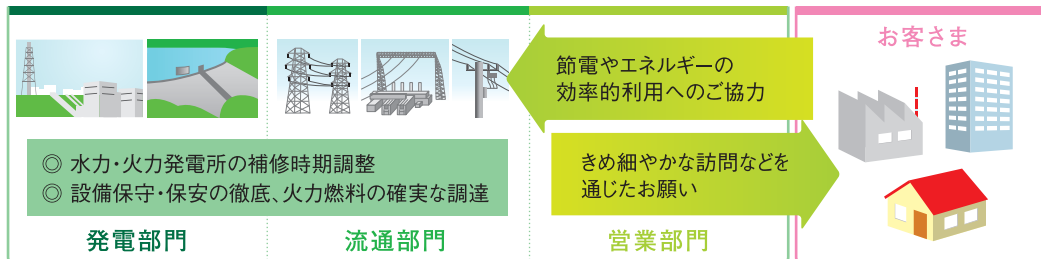 お客さま
節電やエネルギーの
効率的利用へのご協力
◎ 水力・火力発電所の補修時期調整
◎ 設備保守・保安の徹底、火力燃料の確実な調達
きめ細やかな訪問などを
通じたお願い
発電部門
流通部門
営業部門